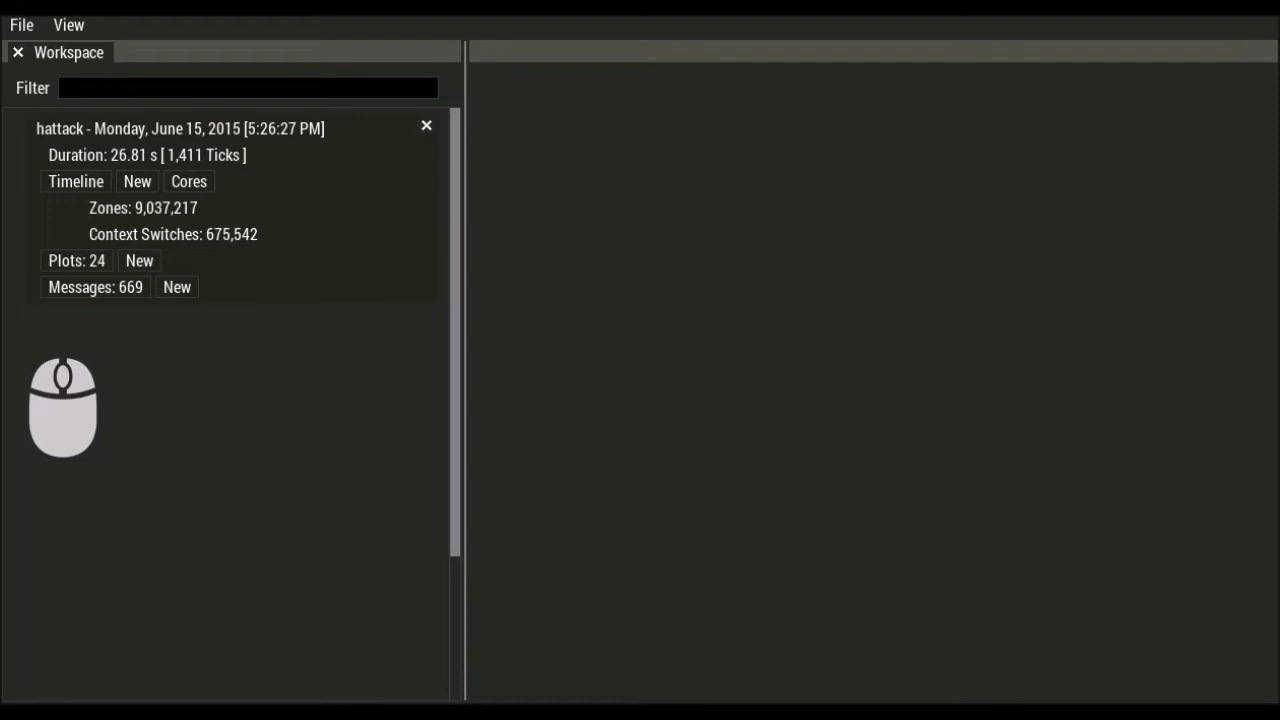 File View
Workspace
Filter
hattack - Monday, June 15, 2015 [5:26:27 PM]
Duration: 26.81 s [ 1,411 Ticks ]
Timeline New Cores
Zones: 9,037,217
Context Switches: 675,542
Plots: 24 New
Messages: 669 New